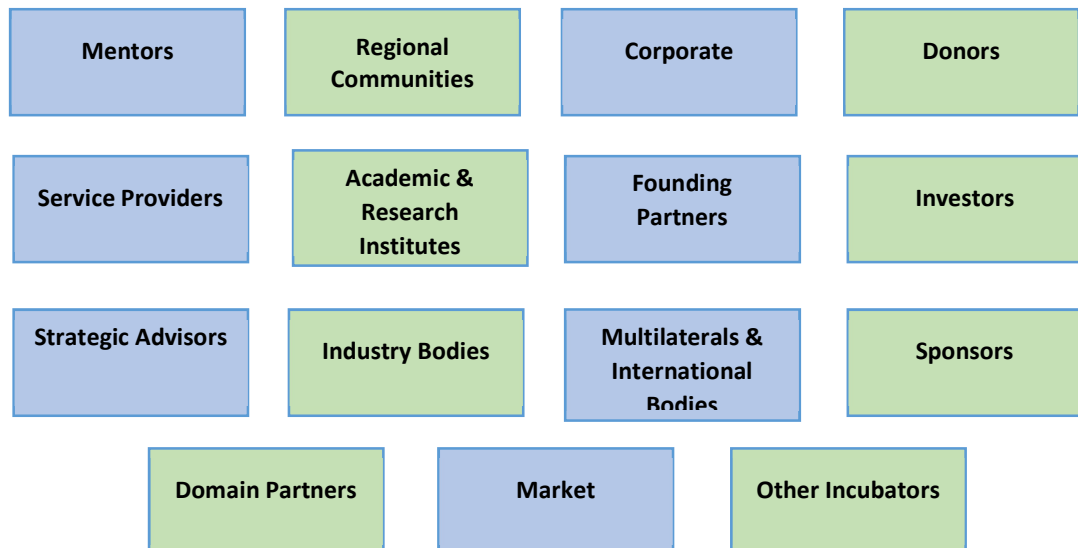 Mentors
Regional
Communities
Corporate
Donors
Service Providers
Academic &
Research
Institutes
Founding
Partners
Investors
Strategic Advisors
Industry Bodies
Multilaterals &
International
Bodies
Sponsors
Domain Partners
Market
Other Incubators